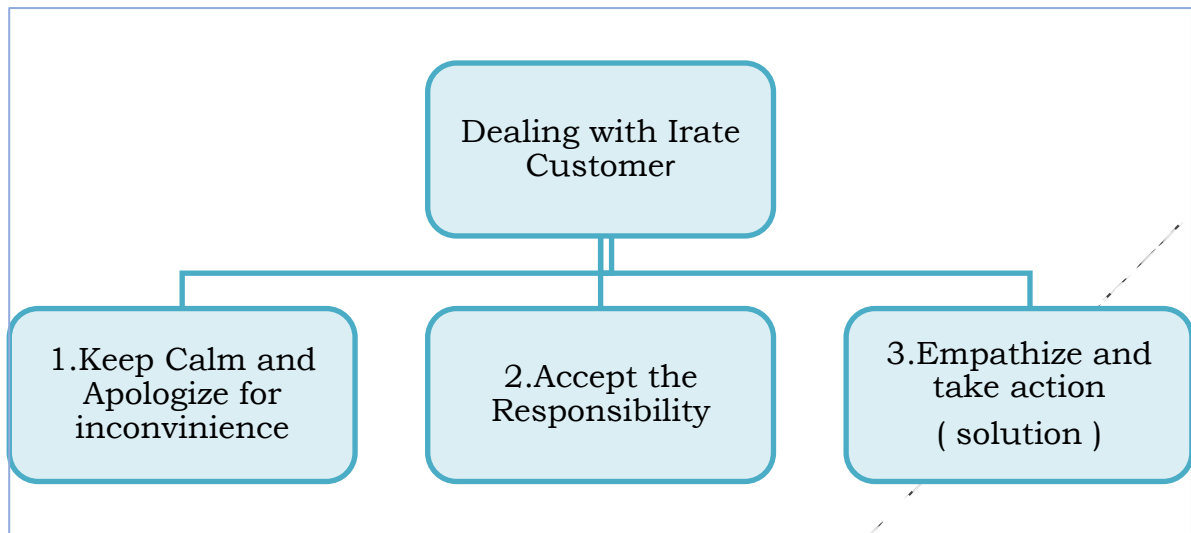 Dealing with Irate
Customer
1.Keep Calm and
Apologize for
inconvinience
2.Accept the
Responsibility
3.Empathize and
take action
( solution )